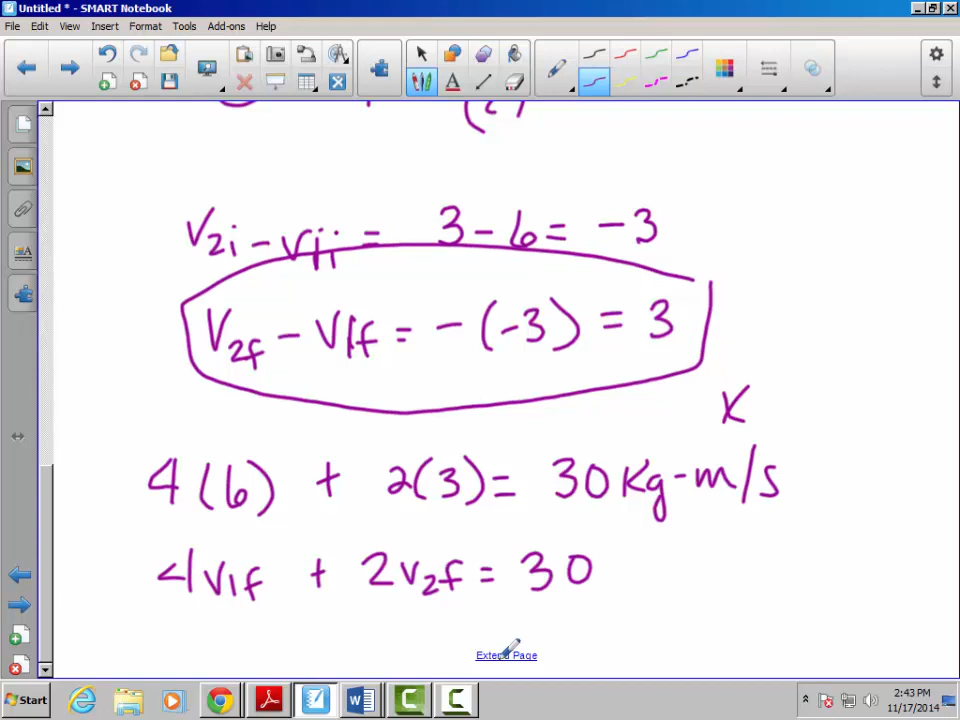 Untitled * - SMART Notebook
File Edit View Insert Format Tools Add-ons Help
v2i - v1i = 3 - 6 = -3
v2f - v1f = -(-3) = 3
K
4(6) + 2(3) = 30 Kg-m/s
4v1f + 2v2f = 30
Extend Page
Start
2:43 PM
11/17/2014